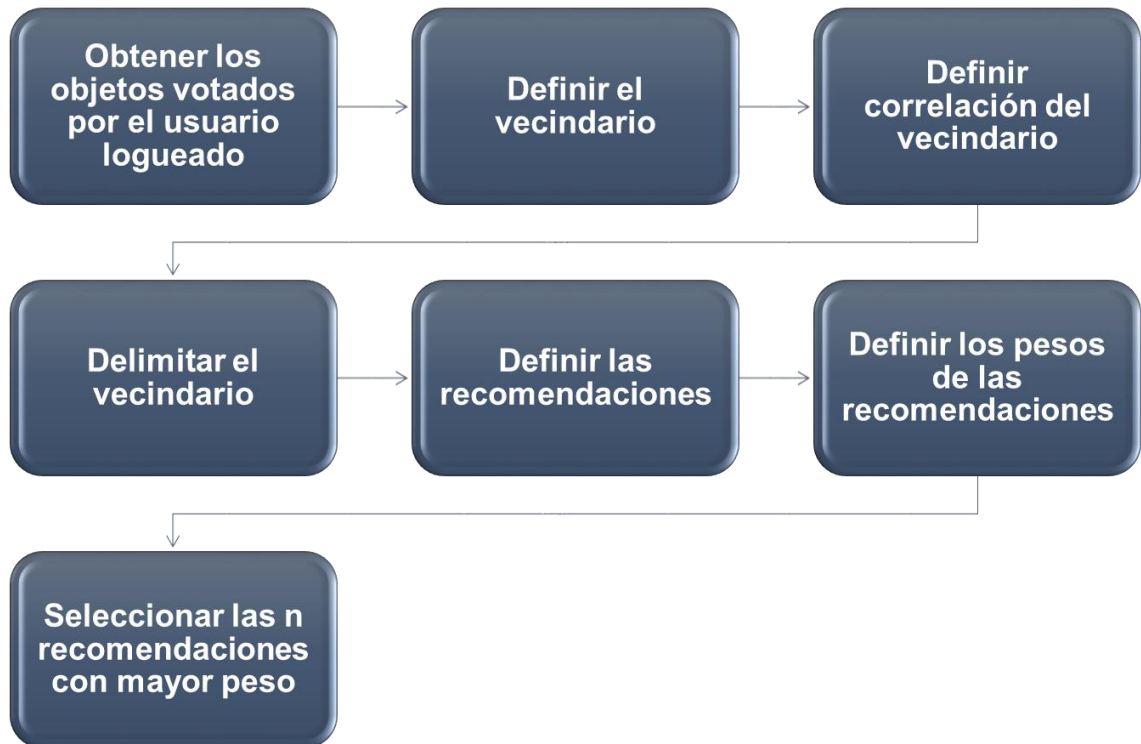 Obtener los
objetos votados
por el usuario
logueado
Definir el
vecindario
Definir
correlación del
vecindario
Delimitar el
vecindario
Definir las
recomendaciones
Definir los pesos
de las
recomendaciones
Seleccionar las n
recomendaciones
con mayor peso